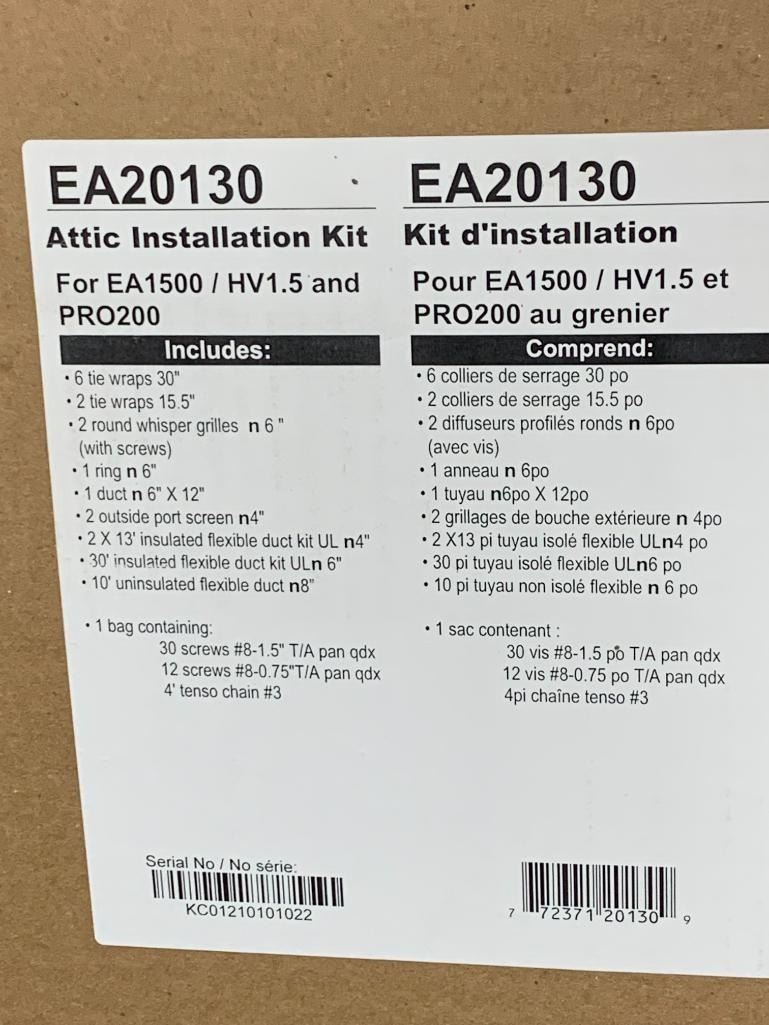 EA20130
Attic Installation Kit
For EA1500 / HV1.5 and
PRO200
Includes:
• 6 tie wraps 30"
• 2 tie wraps 15.5"
• 2 round whisper grilles n 6 "
(with screws)
• 1 ring n 6"
• 1 duct n 6" X 12"
• 2 outside port screen n4"
• 2 X 13' insulated flexible duct kit UL n4"
• 30' insulated flexible duct kit ULn 6"
• 10' uninsulated flexible duct n8"
• 1 bag containing:
30 screws #8-1.5" T/A pan qdx
12 screws #8-0.75"T/A pan qdx
4' tenso chain #3
Serial No / No série:
KC01210101022
EA20130
Kit d'installation
Pour EA1500 / HV1.5 et
PRO200 au grenier
Comprend:
• 6 colliers de serrage 30 po
• 2 colliers de serrage 15.5 po
• 2 diffuseurs profilés ronds n 6po
(avec vis)
• 1 anneau n 6po
• 1 tuyau n6po X 12po
• 2 grillages de bouche extérieure n 4po
• 2 X13 pi tuyau isolé flexible ULn4 po
• 30 pi tuyau isolé flexible ULn6 po
• 10 pi tuyau non isolé flexible n 6 po
• 1 sac contenant :
30 vis #8-1.5 po T/A pan qdx
12 vis #8-0.75 po T/A pan qdx
4pi chaîne tenso #3
7 72371 20130 9